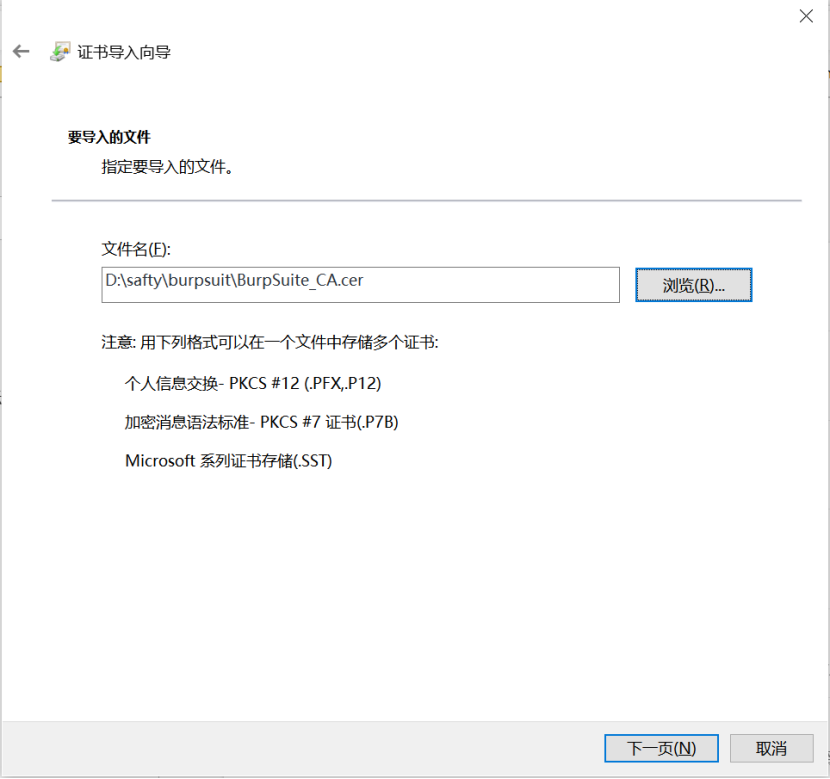 证书导入向导
要导入的文件
指定要导入的文件。
文件名(F):
D:\safty\burpsuit\BurpSuite_CA.cer
浏览(R)...
注意: 用下列格式可以在一个文件中存储多个证书:
个人信息交换- PKCS #12 (.PFX,.P12)
加密消息语法标准- PKCS #7 证书(.P7B)
Microsoft 系列证书存储(.SST)
下一页(N)
取消